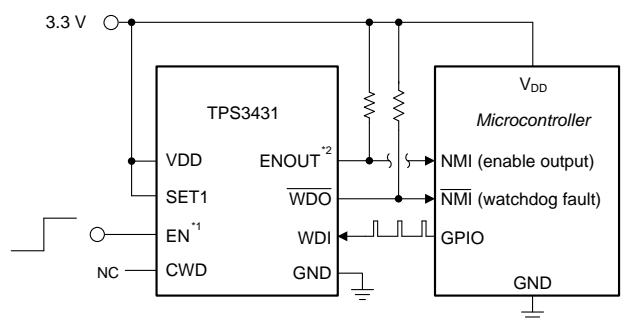 3.3 V
TPS3431
VDD
SET1
EN*1
CWD
NC
ENOUT*2
WDO
WDI
GND
VDD
Microcontroller
NMI (enable output)
NMI (watchdog fault)
GPIO
GND